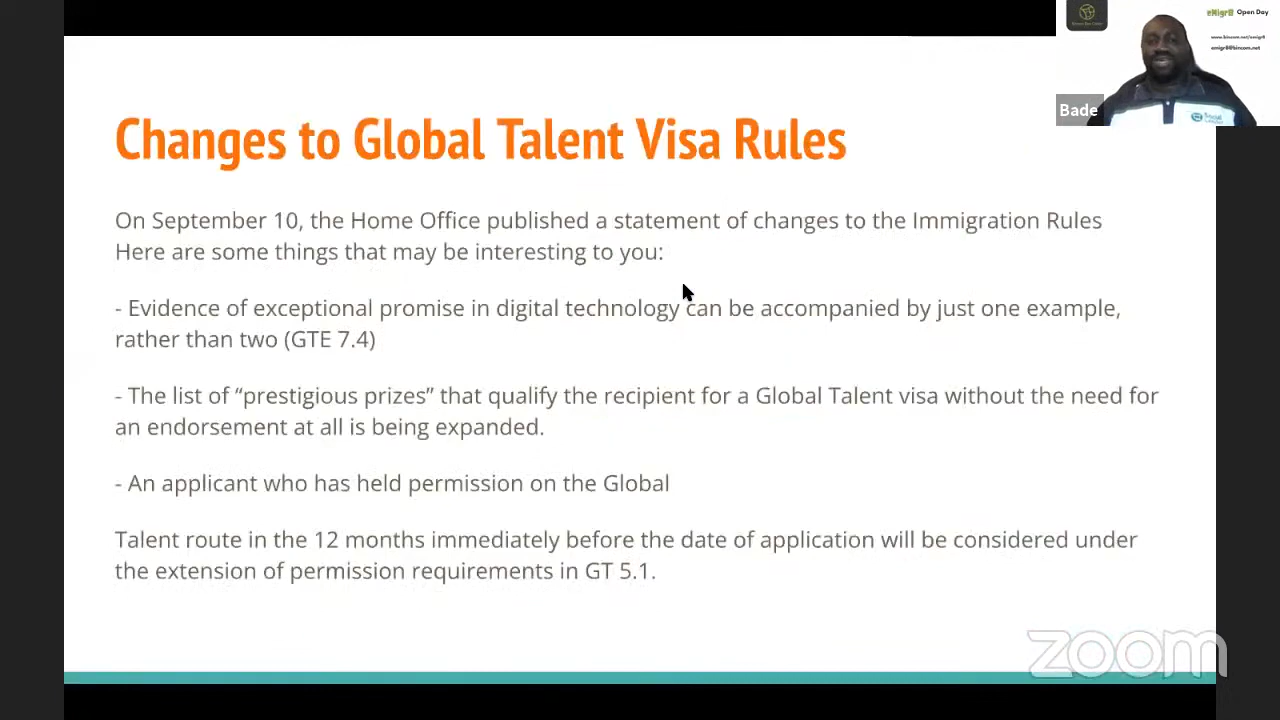 eMigr8 Open Day
www.bincom.net/emigr8
emigr8@bincom.net
Bade
Changes to Global Talent Visa Rules
On September 10, the Home Office published a statement of changes to the Immigration Rules
Here are some things that may be interesting to you:
- Evidence of exceptional promise in digital technology can be accompanied by just one example,
rather than two (GTE 7.4)
- The list of “prestigious prizes” that qualify the recipient for a Global Talent visa without the need for
an endorsement at all is being expanded.
- An applicant who has held permission on the Global
Talent route in the 12 months immediately before the date of application will be considered under
the extension of permission requirements in GT 5.1.
zoom